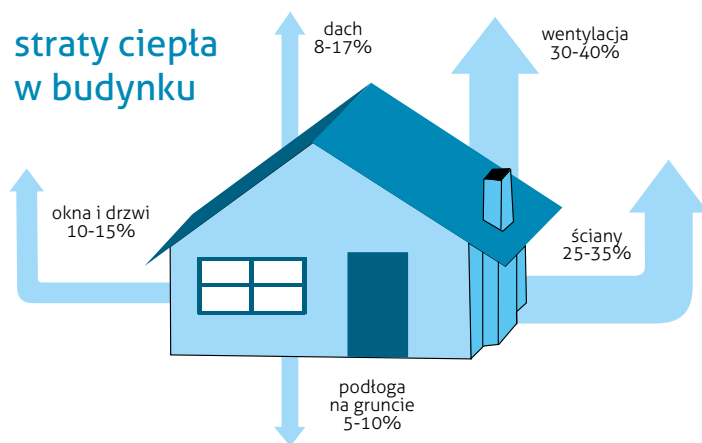 straty ciepła
w budynku
dach
8-17%
wentylacja
30-40%
okna i drzwi
10-15%
ściany
25-35%
podłoga
na gruncie
5-10%